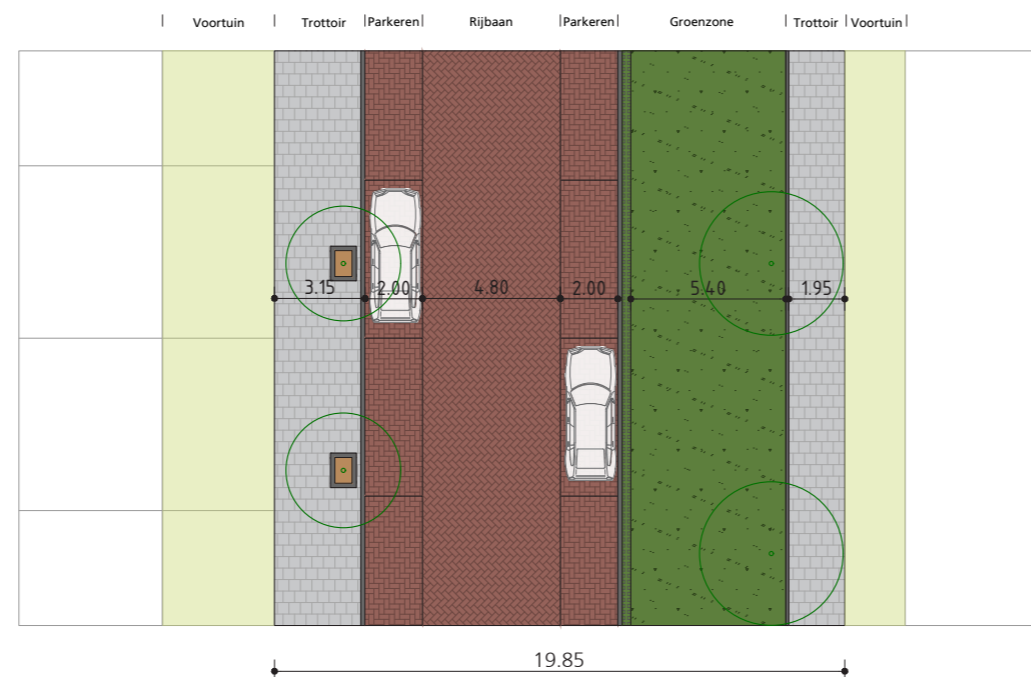 Voortuin Trottoir Parkeren Rijbaan Parkeren Groenzone Trottoir Voortuin
3.15 2.00 4.80 2.00 5.40 1.95
19.85